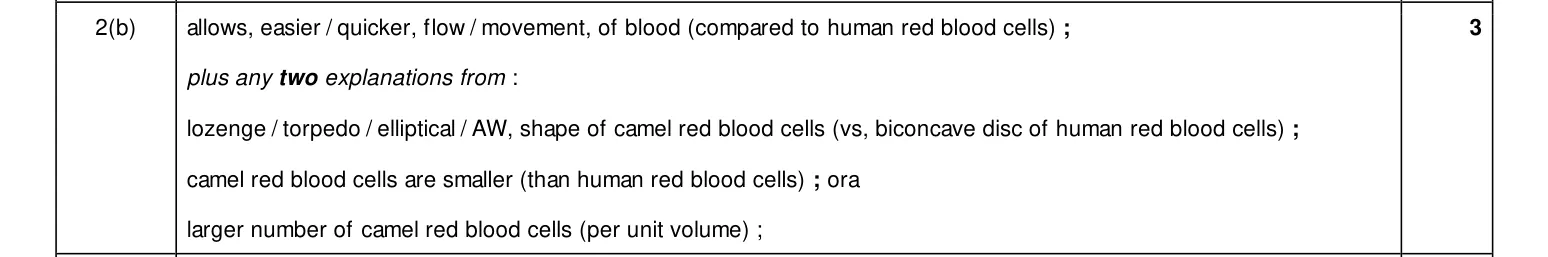 2(b) allows, easier / quicker, flow / movement, of blood (compared to human red blood cells) ; 3
plus any two explanations from :
lozenge / torpedo / elliptical / AW, shape of camel red blood cells (vs, biconcave disc of human red blood cells) ;
camel red blood cells are smaller (than human red blood cells) ; ora
larger number of camel red blood cells (per unit volume) ;